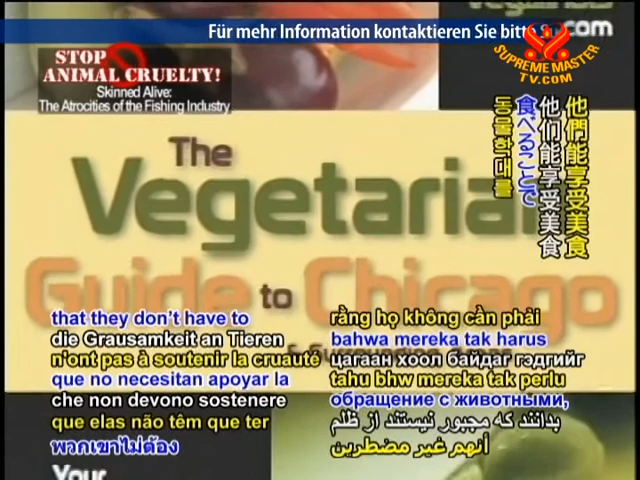 Für mehr Information kontaktieren Sie bitte
.com
STOP
ANIMAL CRUELTY!
Skinned Alive:
The Atrocities of the Fishing Industry
SUPREME MASTER
TV.COM
The
Vegetarian
Guide to Chicago
他們能享受美食
他们能享受美食
食べることで
동물학대를
that they don't have to
die Grausamkeit an Tieren
n'ont pas à soutenir la cruauté
que no necesitan apoyar la
che non devono sostenere
que elas não têm que ter
พวกเขาไม่ต้อง
rằng họ không cần phải
bahwa mereka tak harus
цагаан хоол байдаг гэдгийг
tahu bhw mereka tak perlu
обращение с животными,
بدانند که مجبور نیستند از ظلم
أنهم غير مضطرين
Your